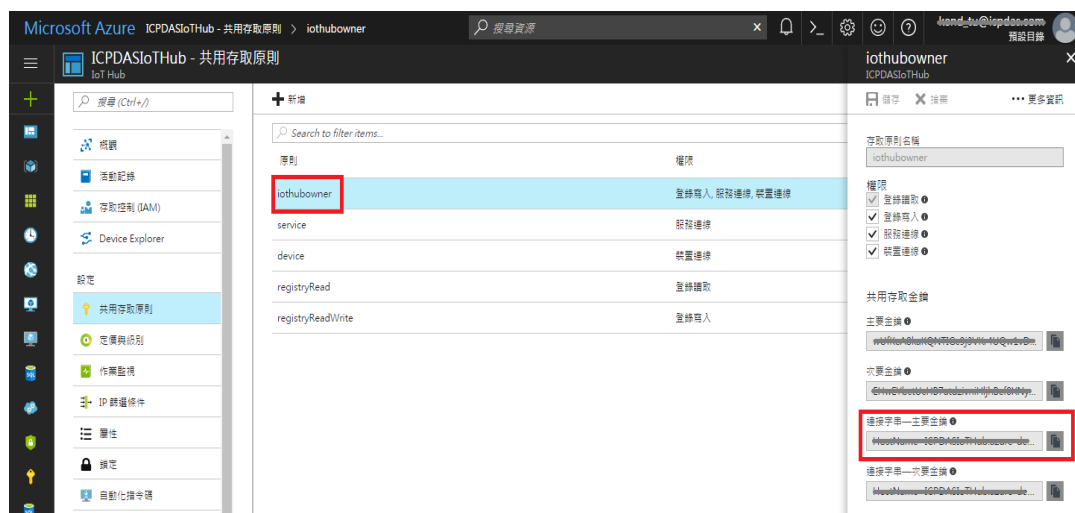 Microsoft Azure ICPDASIoTHub - 共用存取原則 > iothubowner
搜尋資源
預設目錄
ICPDASIoTHub - 共用存取原則
IoT Hub
搜尋 (Ctrl+/)
概觀
活動記錄
存取控制 (IAM)
Device Explorer
設定
共用存取原則
定價與級別
作業監視
IP 篩選條件
屬性
鎖定
自動化指令碼
新增
Search to filter items...
原則 權限
iothubowner 登錄寫入, 服務連線, 裝置連線
service 服務連線
device 裝置連線
registryRead 登錄讀取
registryReadWrite 登錄寫入
iothubowner
ICPDASIoTHub
儲存 捨棄 ••• 更多資訊
存取原則名稱
iothubowner
權限
登錄讀取
登錄寫入
服務連線
裝置連線
共用存取金鑰
主要金鑰
次要金鑰
連接字串—主要金鑰
連接字串—次要金鑰